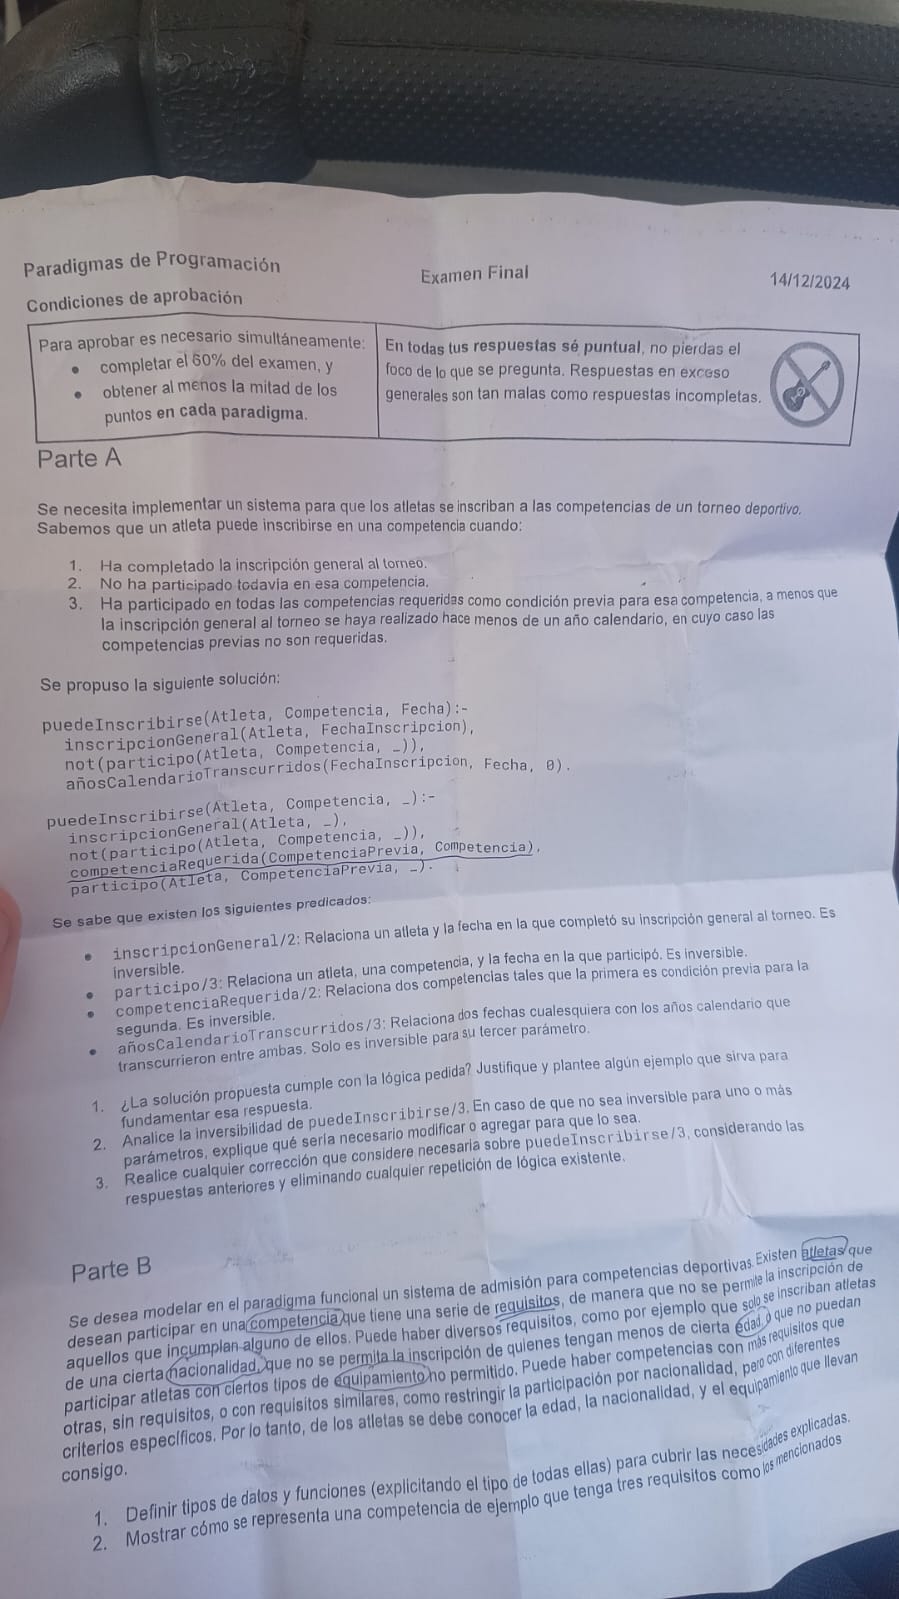 Paradigmas de Programación
Examen Final
14/12/2024
Condiciones de aprobación
Para aprobar es necesario simultáneamente:
• completar el 60% del examen, y
• obtener al menos la mitad de los
puntos en cada paradigma.
En todas tus respuestas sé puntual, no pierdas el
foco de lo que se pregunta. Respuestas en exceso
generales son tan malas como respuestas incompletas.
Parte A
Se necesita implementar un sistema para que los atletas se inscriban a las competencias de un torneo deportivo.
Sabemos que un atleta puede inscribirse en una competencia cuando:
1. Ha completado la inscripción general al torneo.
2. No ha participado todavía en esa competencia.
3. Ha participado en todas las competencias requeridas como condición previa para esa competencia, a menos que
la inscripción general al torneo se haya realizado hace menos de un año calendario, en cuyo caso las
competencias previas no son requeridas.
Se propuso la siguiente solución:
puedeInscribirse(Atleta, Competencia, Fecha):-
inscripcionGeneral(Atleta, FechaInscripcion),
not(participo(Atleta, Competencia, _)),
añosCalendarioTranscurridos(FechaInscripcion, Fecha, 0).
puedeInscribirse(Atleta, Competencia, _):-
inscripcionGeneral(Atleta, _),
not(participo(Atleta, Competencia, _)),
competenciaRequerida(CompetenciaPrevia, Competencia),
participo(Atleta, CompetenciaPrevia, _).
Se sabe que existen los siguientes predicados:
• inscripcionGeneral/2: Relaciona un atleta y la fecha en la que completó su inscripción general al torneo. Es
inversible.
• participo/3: Relaciona un atleta, una competencia, y la fecha en la que participó. Es inversible.
• competenciaRequerida/2: Relaciona dos competencias tales que la primera es condición previa para la
segunda. Es inversible.
• añosCalendarioTranscurridos/3: Relaciona dos fechas cualesquiera con los años calendario que
transcurrieron entre ambas. Solo es inversible para su tercer parámetro.
1. ¿La solución propuesta cumple con la lógica pedida? Justifique y plantee algún ejemplo que sirva para
fundamentar esa respuesta.
2. Analice la inversibilidad de puedeInscribirse/3. En caso de que no sea inversible para uno o más
parámetros, explique qué sería necesario modificar o agregar para que lo sea.
3. Realice cualquier corrección que considere necesaria sobre puedeInscribirse/3, considerando las
respuestas anteriores y eliminando cualquier repetición de lógica existente.
Parte B
Se desea modelar en el paradigma funcional un sistema de admisión para competencias deportivas. Existen atletas que
desean participar en una competencia que tiene una serie de requisitos, de manera que no se permite la inscripción de
aquellos que incumplan alguno de ellos. Puede haber diversos requisitos, como por ejemplo que solo se inscriban atletas
de una cierta nacionalidad, que no se permita la inscripción de quienes tengan menos de cierta edad, o que no puedan
participar atletas con ciertos tipos de equipamiento no permitido. Puede haber competencias con más requisitos que
otras, sin requisitos, o con requisitos similares, como restringir la participación por nacionalidad, pero con diferentes
criterios específicos. Por lo tanto, de los atletas se debe conocer la edad, la nacionalidad, y el equipamiento que llevan
consigo.
1. Definir tipos de datos y funciones (explicitando el tipo de todas ellas) para cubrir las necesidades explicadas.
2. Mostrar cómo se representa una competencia de ejemplo que tenga tres requisitos como los mencionados